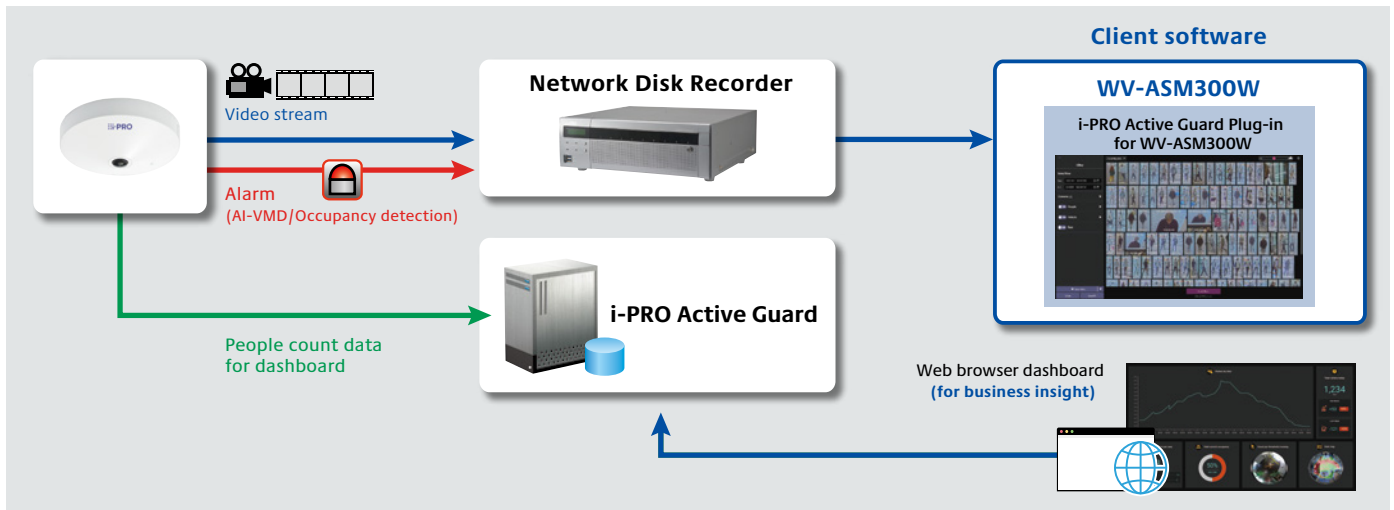 Client software
i-PRO
Video stream
Alarm
(AI-VMD/Occupancy detection)
People count data
for dashboard
Network Disk Recorder
i-PRO Active Guard
WV-ASM300W
i-PRO Active Guard Plug-in
for WV-ASM300W
Web browser dashboard
(for business insight)
1,234
50%